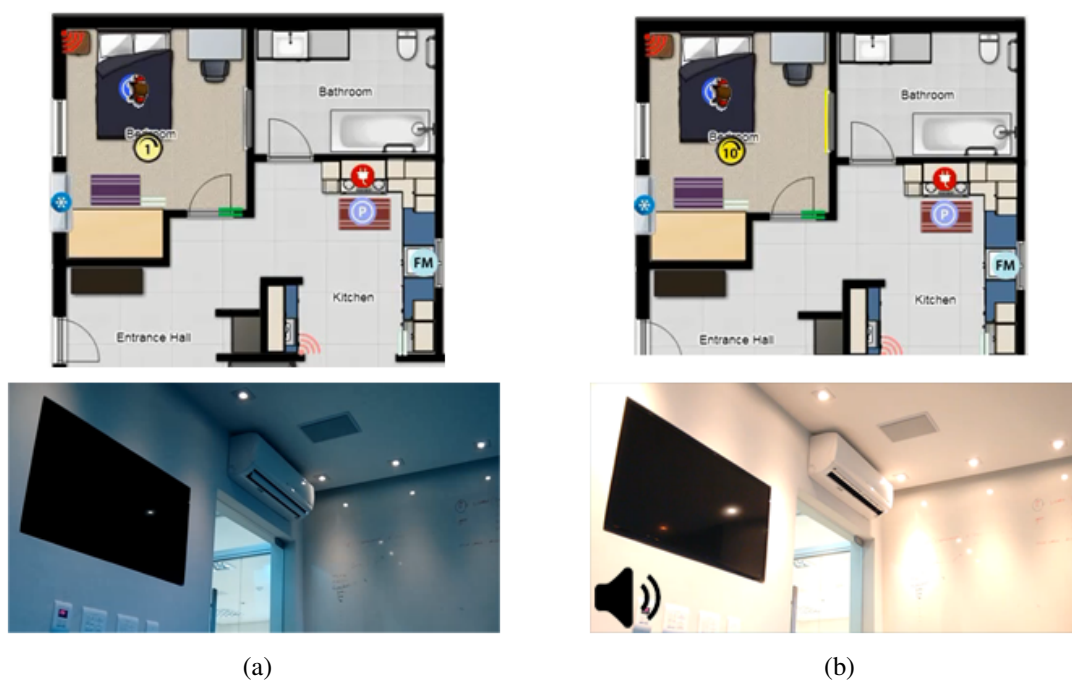 Bathroom
Bedroom
1
P
FM
Kitchen
Entrance Hall
Bathroom
Bedroom
10
P
FM
Kitchen
Entrance Hall
(a)
(b)